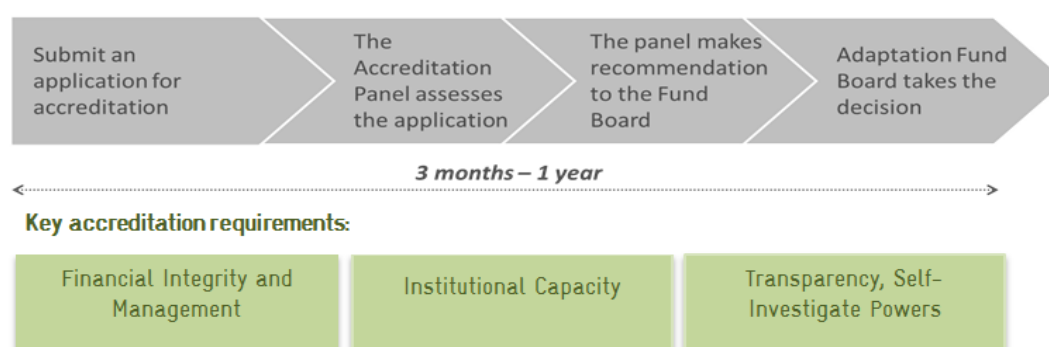 Submit an
application for
accreditation
The
Accreditation
Panel assesses
the application
The panel makes
recommendation
to the Fund
Board
Adaptation Fund
Board takes the
decision
3 months – 1 year
Key accreditation requirements:
Financial Integrity and
Management
Institutional Capacity
Transparency, Self-
Investigate Powers